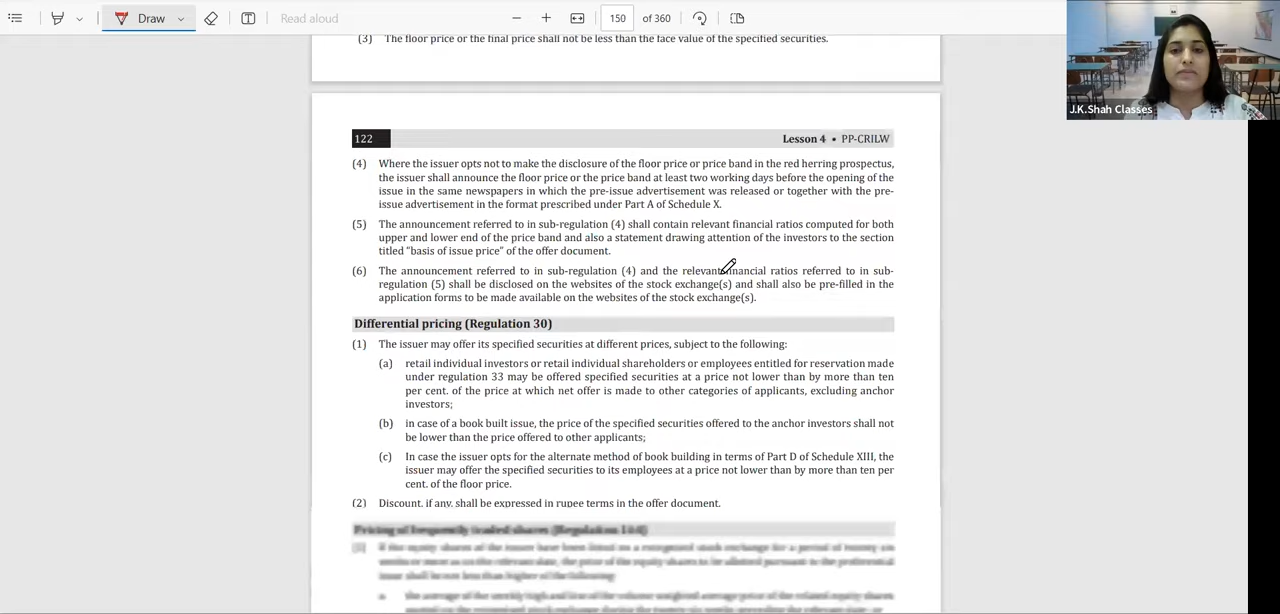 Draw
Read aloud
150 of 360
J.K.Shah Classes
(3) The floor price or the final price shall not be less than the face value of the specified securities.
122 Lesson 4 • PP-CRILW
(4) Where the issuer opts not to make the disclosure of the floor price or price band in the red herring prospectus,
the issuer shall announce the floor price or the price band at least two working days before the opening of the
issue in the same newspapers in which the pre-issue advertisement was released or together with the pre-
issue advertisement in the format prescribed under Part A of Schedule X.
(5) The announcement referred to in sub-regulation (4) shall contain relevant financial ratios computed for both
upper and lower end of the price band and also a statement drawing attention of the investors to the section
titled "basis of issue price" of the offer document.
(6) The announcement referred to in sub-regulation (4) and the relevant financial ratios referred to in sub-
regulation (5) shall be disclosed on the websites of the stock exchange(s) and shall also be pre-filled in the
application forms to be made available on the websites of the stock exchange(s).
Differential pricing (Regulation 30)
(1) The issuer may offer its specified securities at different prices, subject to the following:
(a) retail individual investors or retail individual shareholders or employees entitled for reservation made
under regulation 33 may be offered specified securities at a price not lower than by more than ten
per cent. of the price at which net offer is made to other categories of applicants, excluding anchor
investors;
(b) in case of a book built issue, the price of the specified securities offered to the anchor investors shall not
be lower than the price offered to other applicants;
(c) In case the issuer opts for the alternate method of book building in terms of Part D of Schedule XIII, the
issuer may offer the specified securities to its employees at a price not lower than by more than ten per
cent. of the floor price.
(2) Discount, if any, shall be expressed in rupee terms in the offer document.